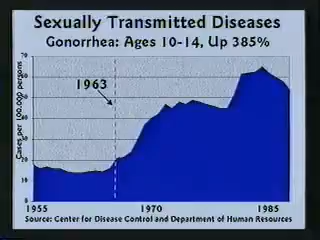 Sexually Transmitted Diseases
Gonorrhea: Ages 10-14, Up 385%
Cases per 100,000 persons
70
60
50
40
30
20
10
0
1963
1955 1970 1985
Source: Center for Disease Control and Department of Human Resources